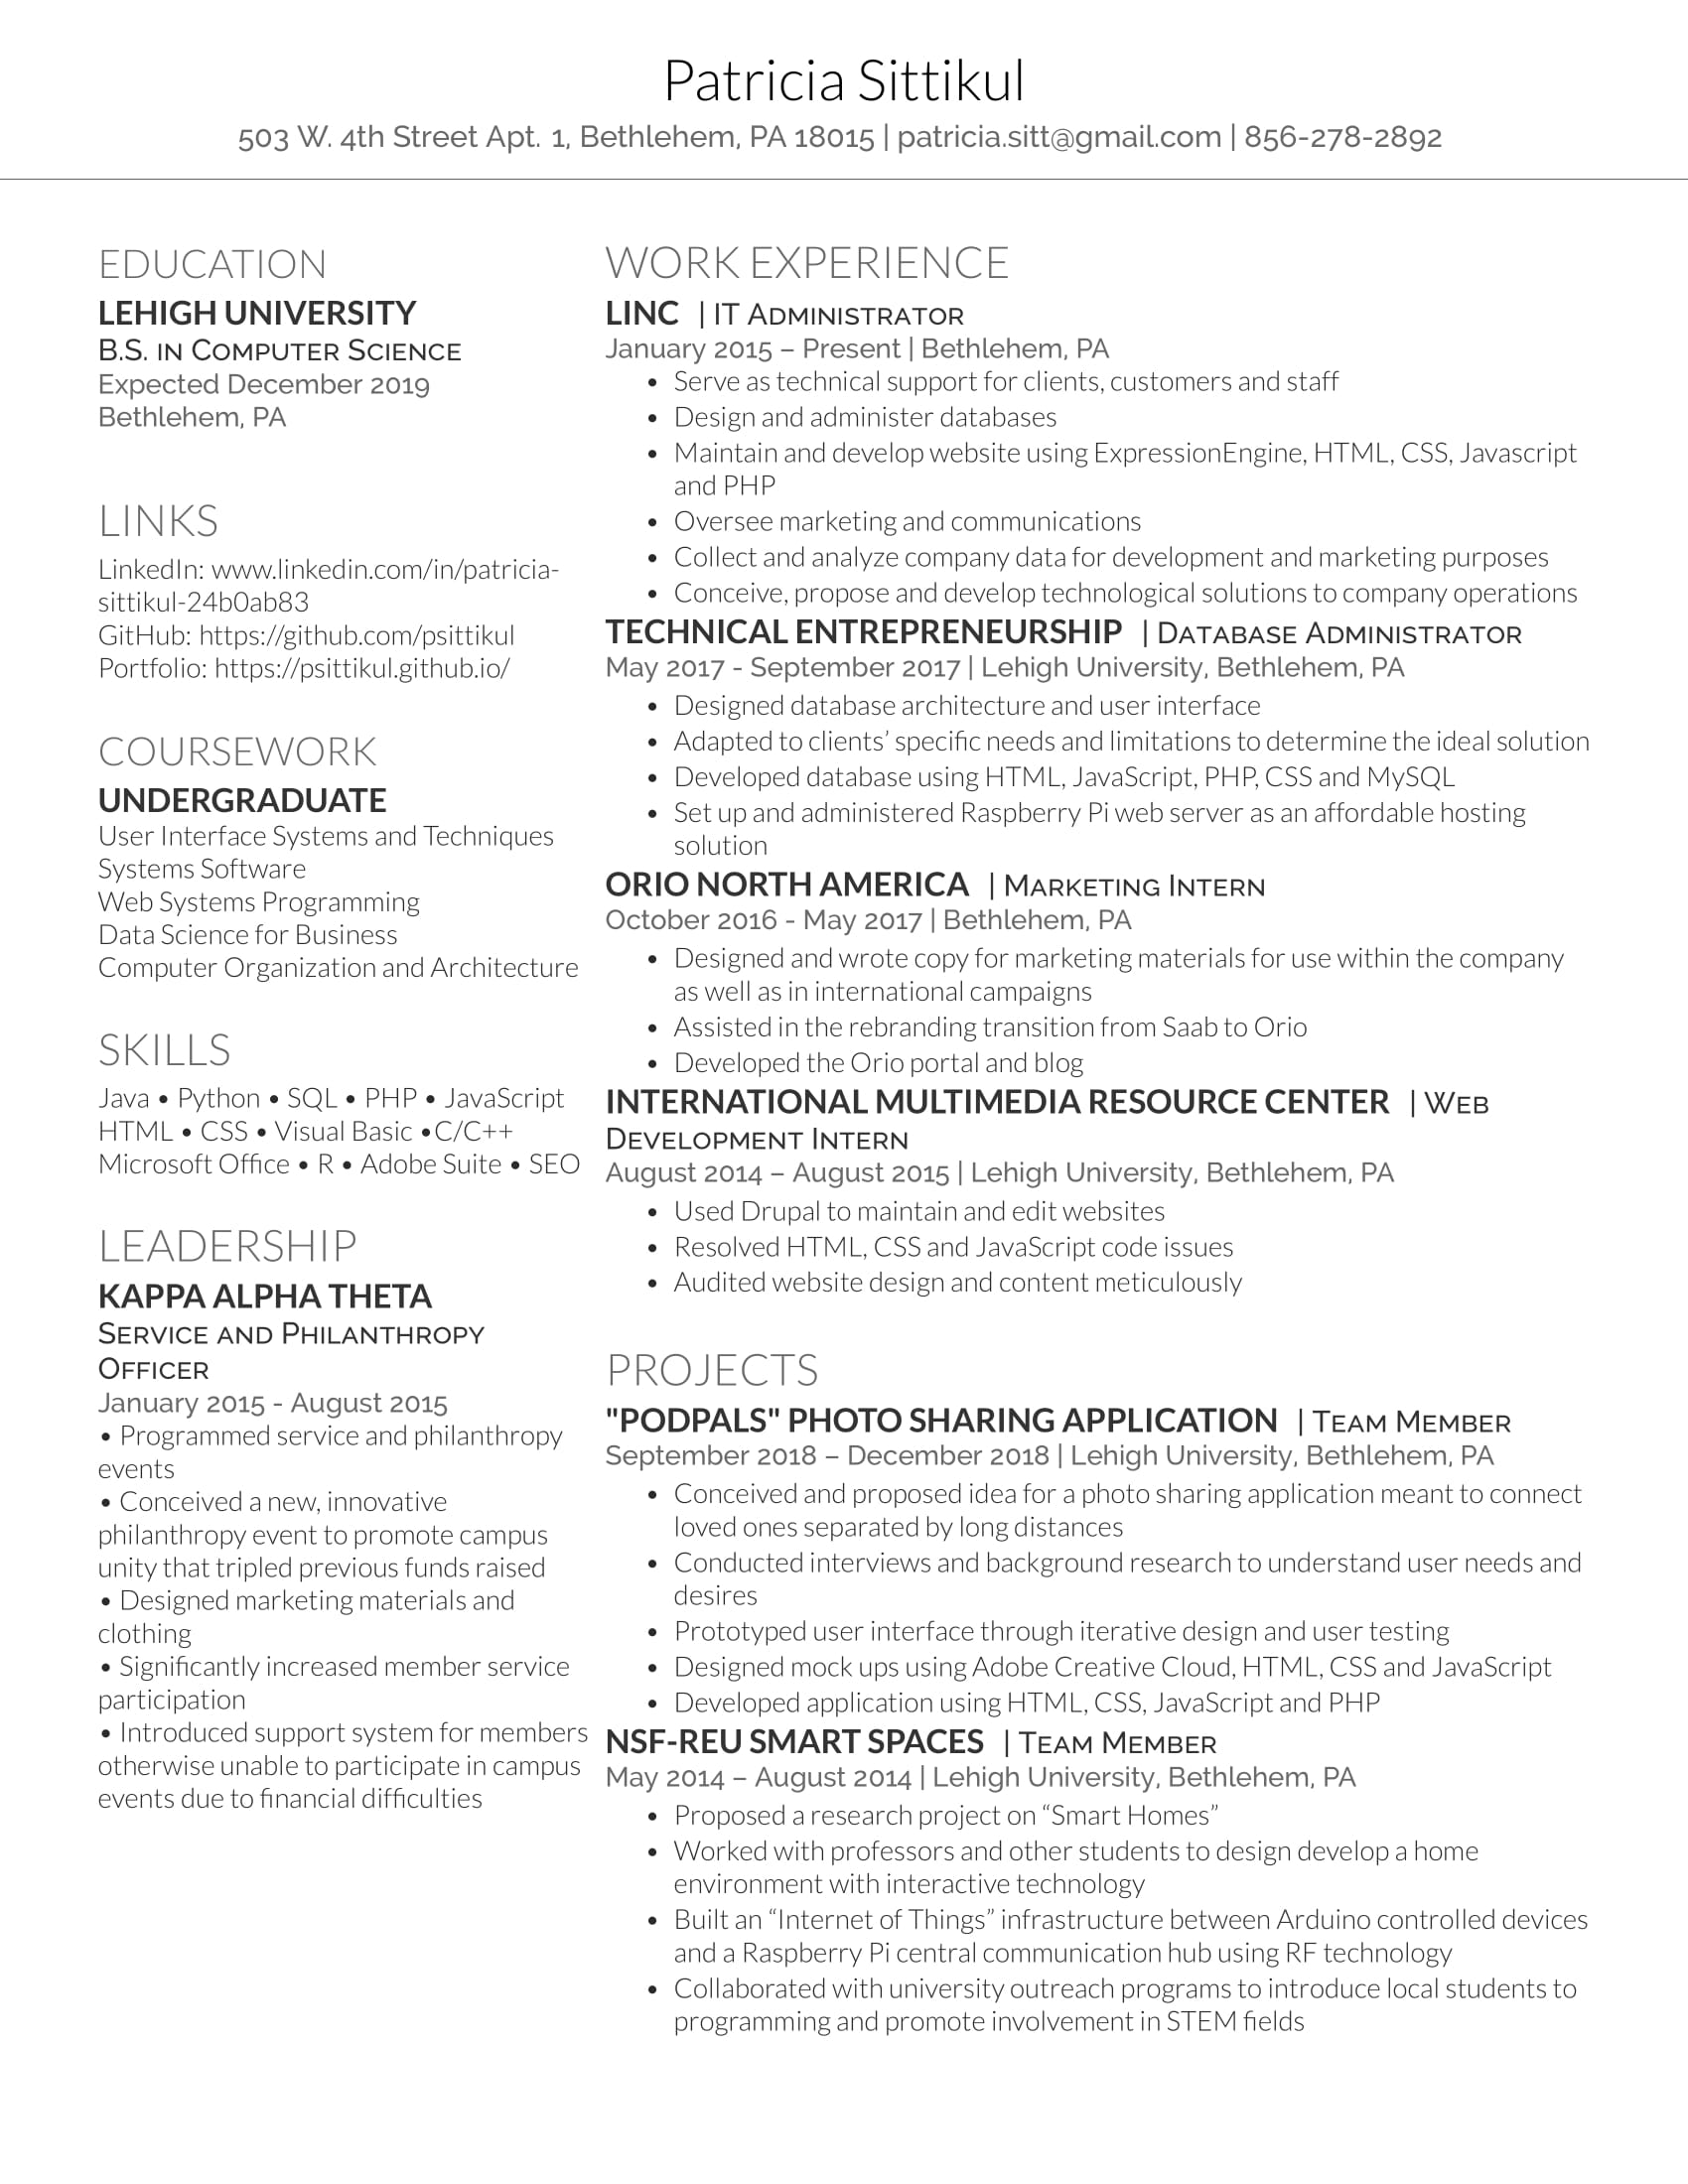 Patricia Sittikul
503 W. 4th Street Apt. 1, Bethlehem, PA 18015 | patricia.sitt@gmail.com | 856-278-2892
EDUCATION
LEHIGH UNIVERSITY
B.S. IN COMPUTER SCIENCE
Expected December 2019
Bethlehem, PA
LINKS
LinkedIn: www.linkedin.com/in/patricia-
sittikul-24b0ab83
GitHub: https://github.com/psittikul
Portfolio: https://psittikul.github.io/
COURSEWORK
UNDERGRADUATE
User Interface Systems and Techniques
Systems Software
Web Systems Programming
Data Science for Business
Computer Organization and Architecture
SKILLS
Java • Python • SQL • PHP • JavaScript
HTML • CSS • Visual Basic •C/C++
Microsoft Office • R • Adobe Suite • SEO
LEADERSHIP
KAPPA ALPHA THETA
SERVICE AND PHILANTHROPY
OFFICER
January 2015 - August 2015
• Programmed service and philanthropy
events
• Conceived a new, innovative
philanthropy event to promote campus
unity that tripled previous funds raised
• Designed marketing materials and
clothing
• Significantly increased member service
participation
• Introduced support system for members
otherwise unable to participate in campus
events due to financial difficulties
WORK EXPERIENCE
LINC | IT ADMINISTRATOR
January 2015 – Present | Bethlehem, PA
• Serve as technical support for clients, customers and staff
• Design and administer databases
• Maintain and develop website using ExpressionEngine, HTML, CSS, Javascript
and PHP
• Oversee marketing and communications
• Collect and analyze company data for development and marketing purposes
• Conceive, propose and develop technological solutions to company operations
TECHNICAL ENTREPRENEURSHIP | DATABASE ADMINISTRATOR
May 2017 - September 2017 | Lehigh University, Bethlehem, PA
• Designed database architecture and user interface
• Adapted to clients’ specific needs and limitations to determine the ideal solution
• Developed database using HTML, JavaScript, PHP, CSS and MySQL
• Set up and administered Raspberry Pi web server as an affordable hosting
solution
ORIO NORTH AMERICA | MARKETING INTERN
October 2016 - May 2017 | Bethlehem, PA
• Designed and wrote copy for marketing materials for use within the company
as well as in international campaigns
• Assisted in the rebranding transition from Saab to Orio
• Developed the Orio portal and blog
INTERNATIONAL MULTIMEDIA RESOURCE CENTER | WEB
DEVELOPMENT INTERN
August 2014 – August 2015 | Lehigh University, Bethlehem, PA
• Used Drupal to maintain and edit websites
• Resolved HTML, CSS and JavaScript code issues
• Audited website design and content meticulously
PROJECTS
"PODPALS" PHOTO SHARING APPLICATION | TEAM MEMBER
September 2018 – December 2018 | Lehigh University, Bethlehem, PA
• Conceived and proposed idea for a photo sharing application meant to connect
loved ones separated by long distances
• Conducted interviews and background research to understand user needs and
desires
• Prototyped user interface through iterative design and user testing
• Designed mock ups using Adobe Creative Cloud, HTML, CSS and JavaScript
• Developed application using HTML, CSS, JavaScript and PHP
NSF-REU SMART SPACES | TEAM MEMBER
May 2014 – August 2014 | Lehigh University, Bethlehem, PA
• Proposed a research project on “Smart Homes”
• Worked with professors and other students to design develop a home
environment with interactive technology
• Built an “Internet of Things” infrastructure between Arduino controlled devices
and a Raspberry Pi central communication hub using RF technology
• Collaborated with university outreach programs to introduce local students to
programming and promote involvement in STEM fields